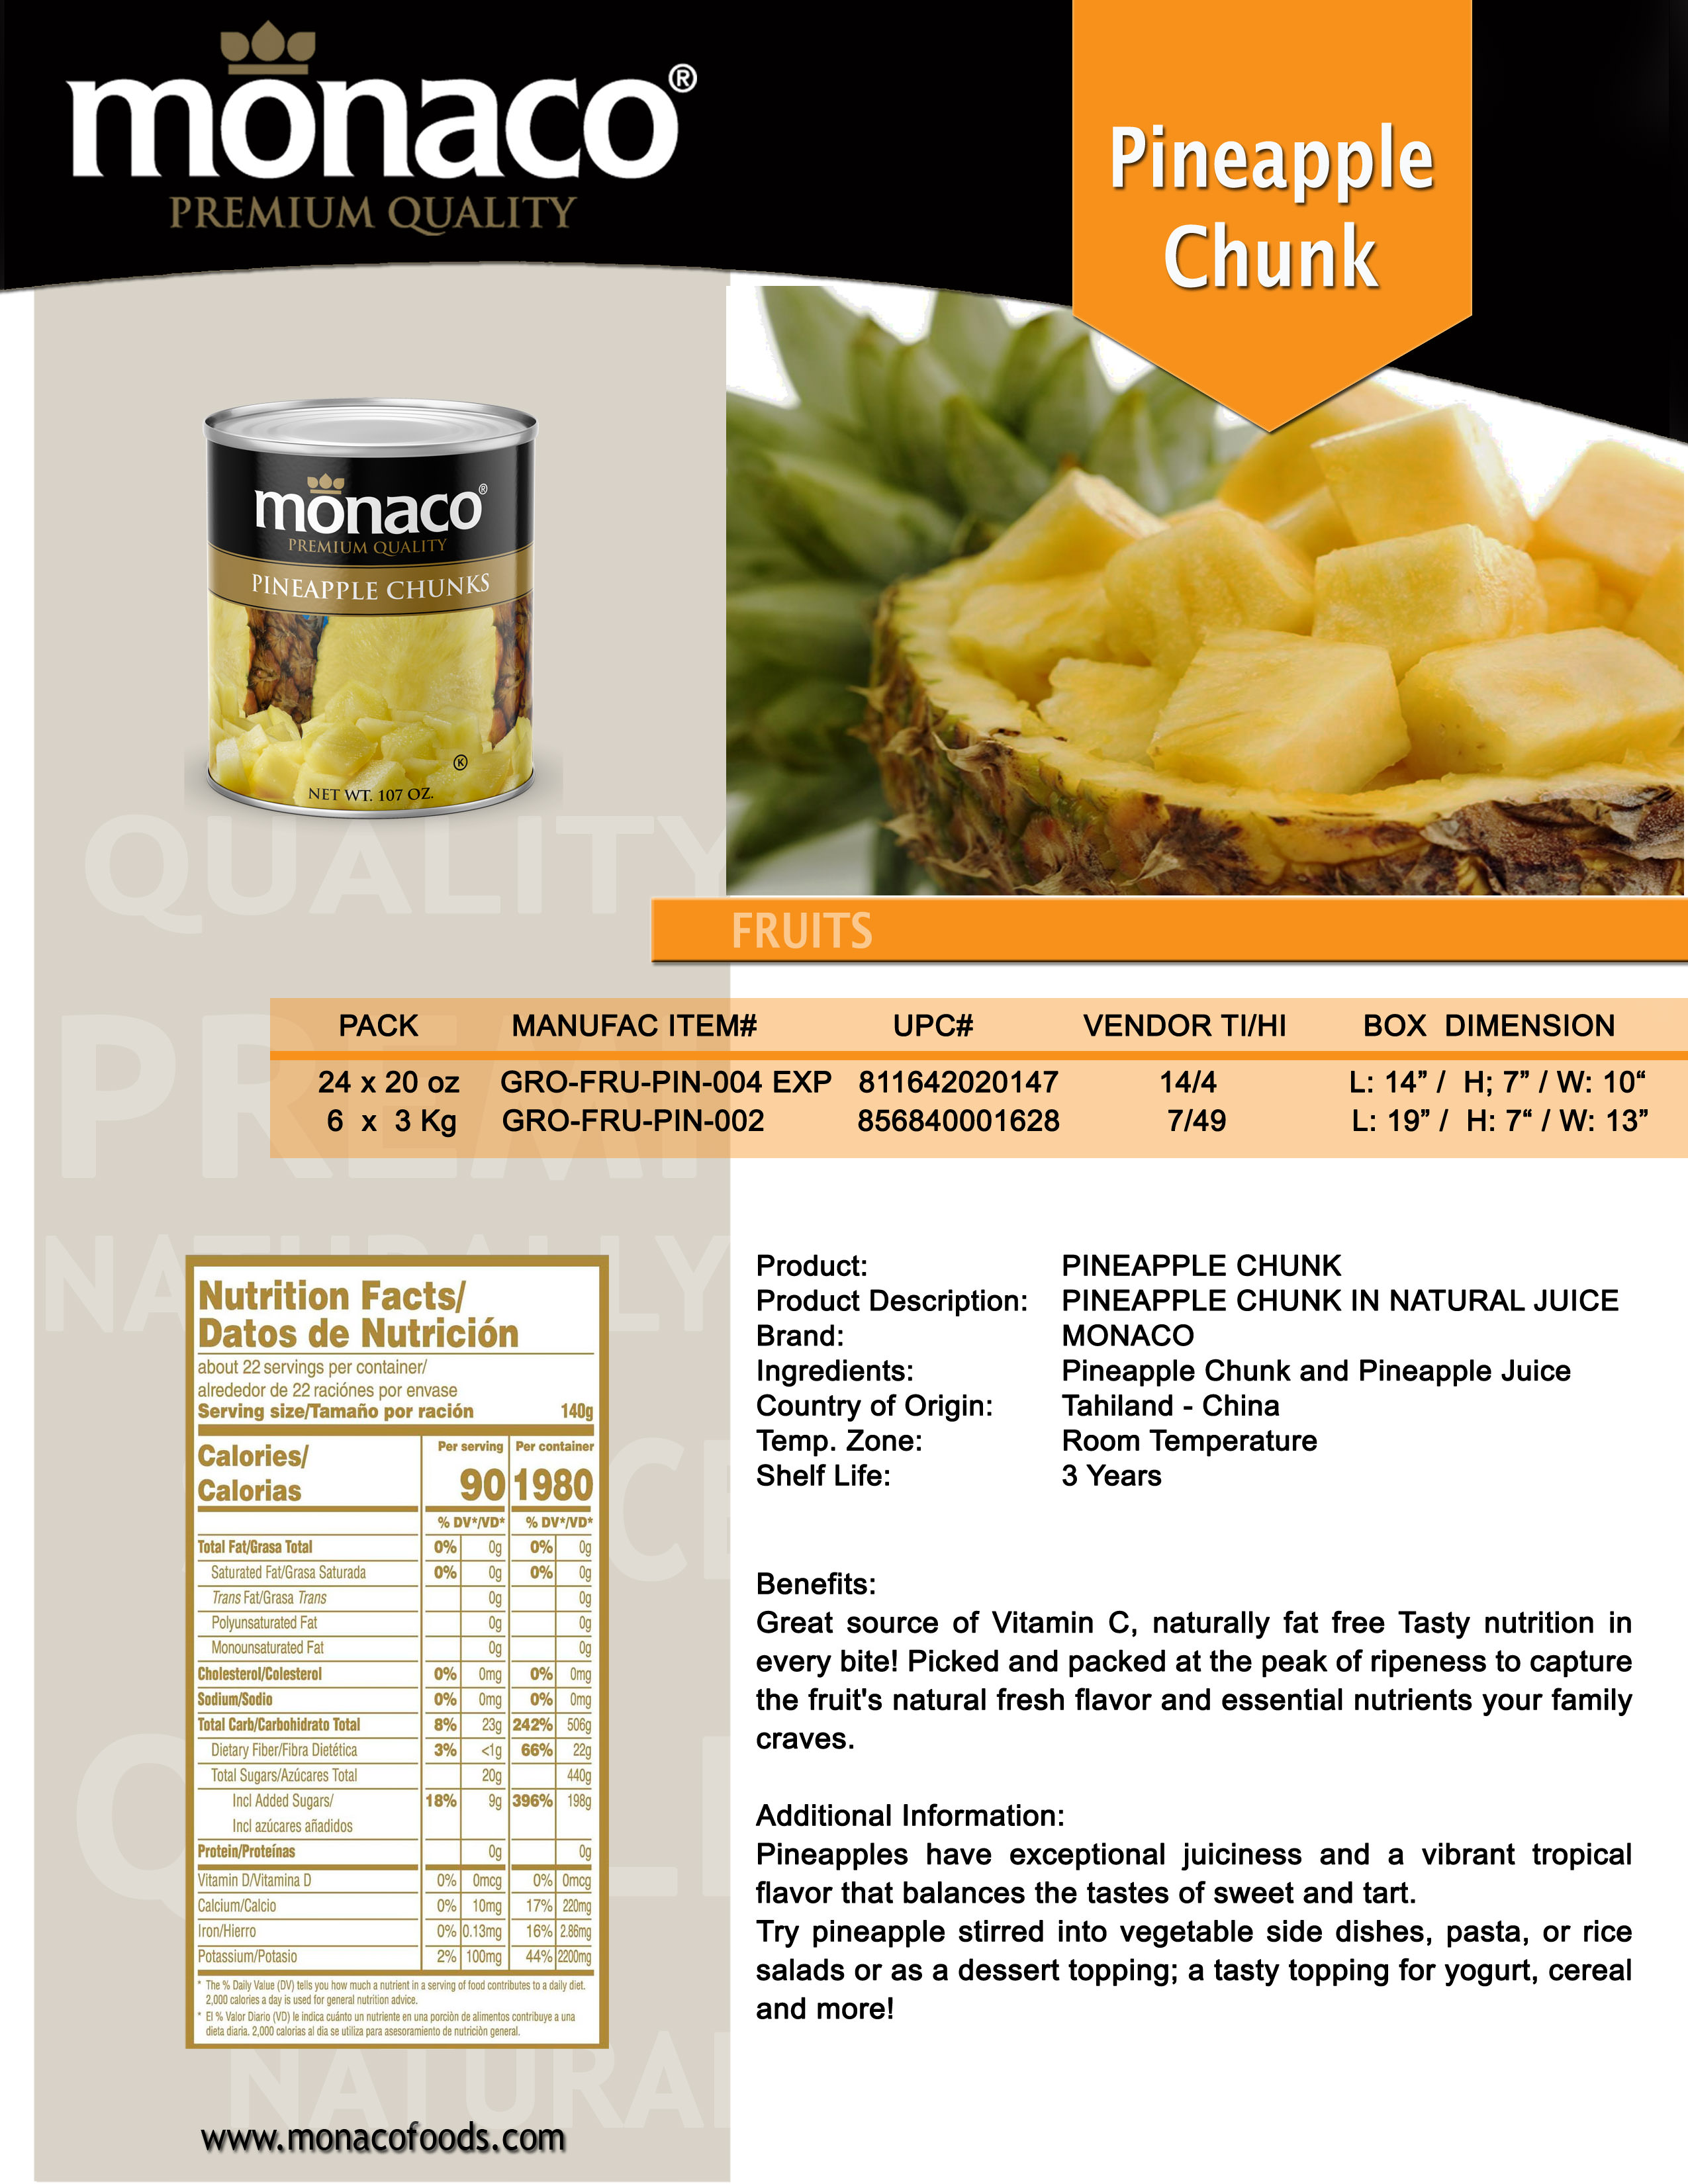 monaco®
PREMIUM QUALITY
Pineapple
Chunk
monaco®
PREMIUM QUALITY
PINEAPPLE CHUNKS
K
NET WT. 107 OZ.
QUALITY
FRUITS
PACK MANUFAC ITEM# UPC# VENDOR TI/HI BOX DIMENSION
24 x 20 oz GRO-FRU-PIN-004 EXP 811642020147 14/4 L: 14” / H; 7” / W: 10“
6 x 3 Kg GRO-FRU-PIN-002 856840001628 7/49 L: 19” / H: 7“ / W: 13”
Nutrition Facts/
Datos de Nutrición
about 22 servings per container/
alrededor de 22 raciónes por envase
Serving size/Tamaño por ración 140g
Calories/
Calorias
Per serving Per container
90 1980
% DV*/VD* % DV*/VD*
Total Fat/Grasa Total 0% 0g 0% 0g
Saturated Fat/Grasa Saturada 0% 0g 0% 0g
Trans Fat/Grasa Trans 0g 0g
Polyunsaturated Fat 0g 0g
Monounsaturated Fat 0g 0g
Cholesterol/Colesterol 0% 0mg 0% 0mg
Sodium/Sodio 0% 0mg 0% 0mg
Total Carb/Carbohidrato Total 8% 23g 242% 506g
Dietary Fiber/Fibra Dietética 3% <1g 66% 22g
Total Sugars/Azúcares Total 20g 440g
Incl Added Sugars/ 18% 9g 396% 198g
Incl azúcares añadidos
Protein/Proteínas 0g 0g
Vitamin D/Vitamina D 0% 0mcg 0% 0mcg
Calcium/Calcio 0% 10mg 17% 220mg
Iron/Hierro 0% 0.13mg 16% 2.86mg
Potassium/Potasio 2% 100mg 44% 2200mg
* The % Daily Value (DV) tells you how much a nutrient in a serving of food contributes to a daily diet.
2,000 calories a day is used for general nutrition advice.
* El % Valor Diario (VD) le indica cuánto un nutriente en una porciòn de alimentos contribuye a una
dieta diaria. 2,000 calorias al dia se utiliza para asesoramiento de nutriciòn general.
Product: PINEAPPLE CHUNK
Product Description: PINEAPPLE CHUNK IN NATURAL JUICE
Brand: MONACO
Ingredients: Pineapple Chunk and Pineapple Juice
Country of Origin: Tahiland - China
Temp. Zone: Room Temperature
Shelf Life: 3 Years
Benefits:
Great source of Vitamin C, naturally fat free Tasty nutrition in
every bite! Picked and packed at the peak of ripeness to capture
the fruit's natural fresh flavor and essential nutrients your family
craves.
Additional Information:
Pineapples have exceptional juiciness and a vibrant tropical
flavor that balances the tastes of sweet and tart.
Try pineapple stirred into vegetable side dishes, pasta, or rice
salads or as a dessert topping; a tasty topping for yogurt, cereal
and more!
www.monacofoods.com